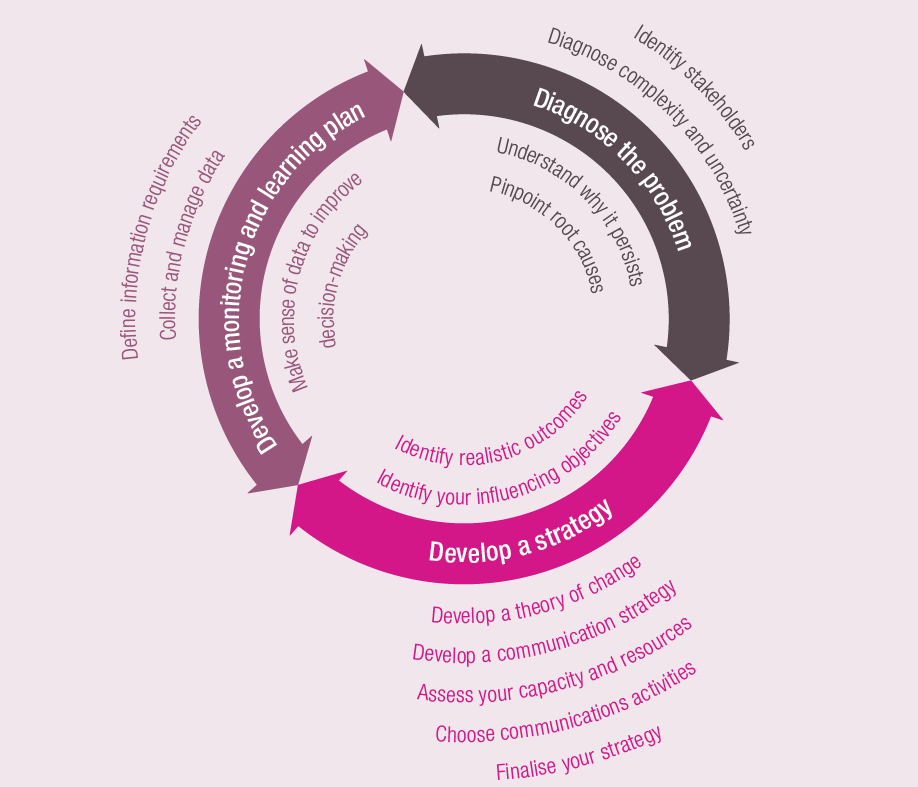 Diagnose the problem
Identify stakeholders
Diagnose complexity and uncertainty
Understand why it persists
Pinpoint root causes
Develop a strategy
Identify realistic outcomes
Identify your influencing objectives
Develop a theory of change
Develop a communication strategy
Assess your capacity and resources
Choose communications activities
Finalise your strategy
Develop a monitoring and learning plan
Define information requirements
Collect and manage data
Make sense of data to improve
decision-making